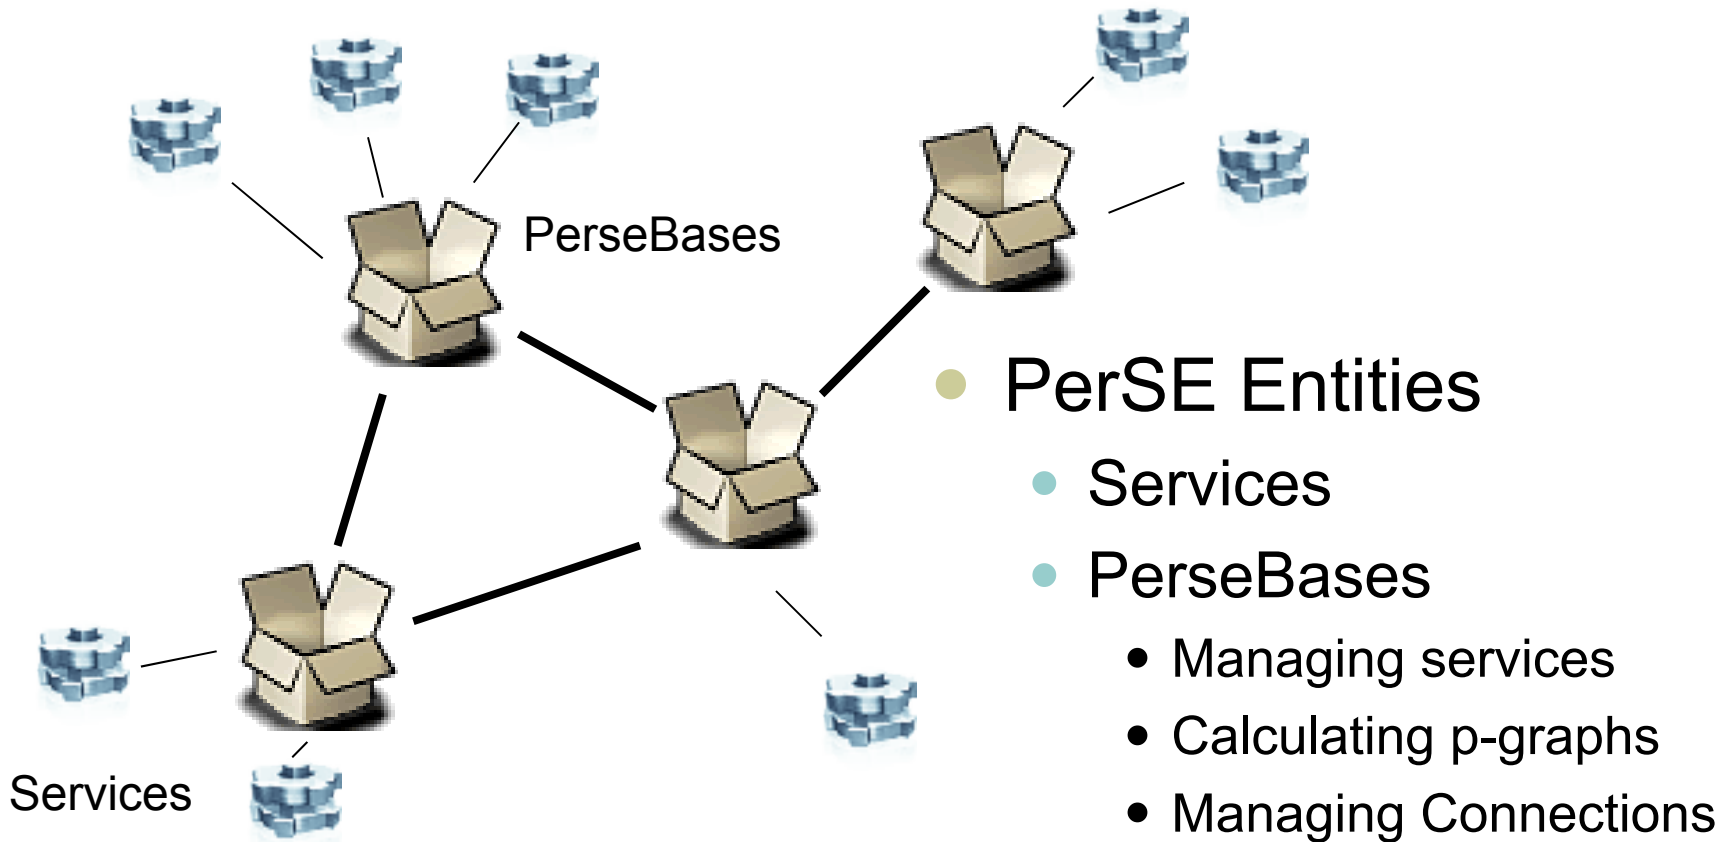 PerseBases
PerSE Entities
Services
PerseBases
Managing services
Calculating p-graphs
Managing Connections
Services